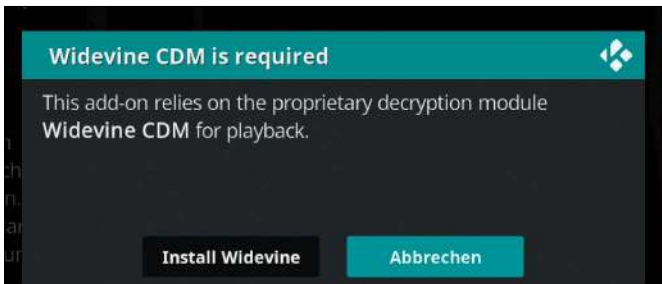 Widevine CDM is required
This add-on relies on the proprietary decryption module
Widevine CDM for playback.
Install Widevine
Abbrechen